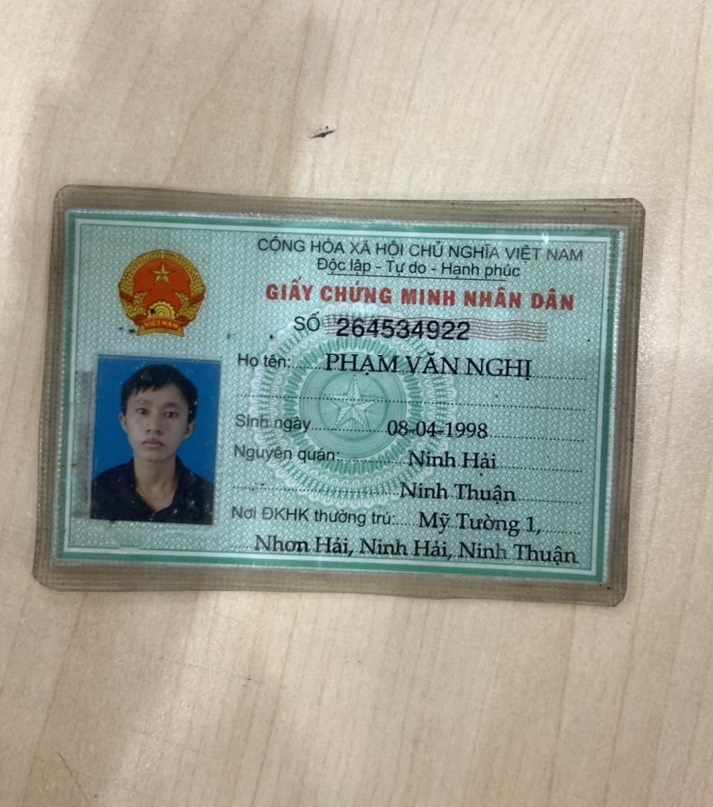 CỘNG HÒA XÃ HỘI CHỦ NGHĨA VIỆT NAM
Độc lập - Tự do - Hạnh phúc
GIẤY CHỨNG MINH NHÂN DÂN
SỐ 264534922
Họ tên: PHẠM VĂN NGHỊ
Sinh ngày 08-04-1998
Nguyên quán: Ninh Hải
Ninh Thuận
Nơi ĐKHK thường trú: Mỹ Tường 1,
Nhơn Hải, Ninh Hải, Ninh Thuận
VIỆT NAM